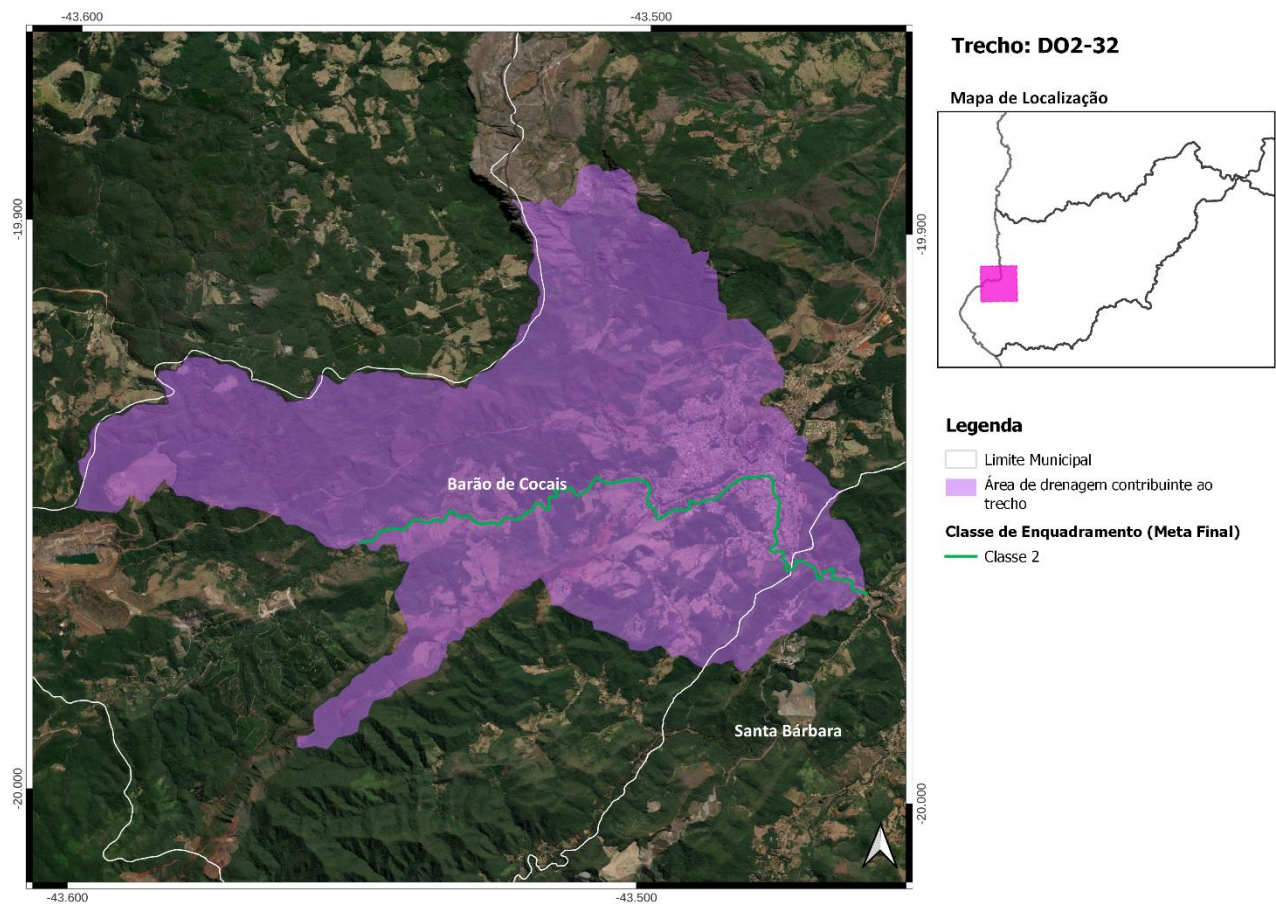 -43.600
-43.500
Trecho: DO2-32
Mapa de Localização
-19.900
-19.900
Legenda
Limite Municipal
Área de drenagem contribuinte ao
trecho
Classe de Enquadramento (Meta Final)
Classe 2
Barão de Cocais
Santa Bárbara
-20.000
-20.000
-43.600
-43.500